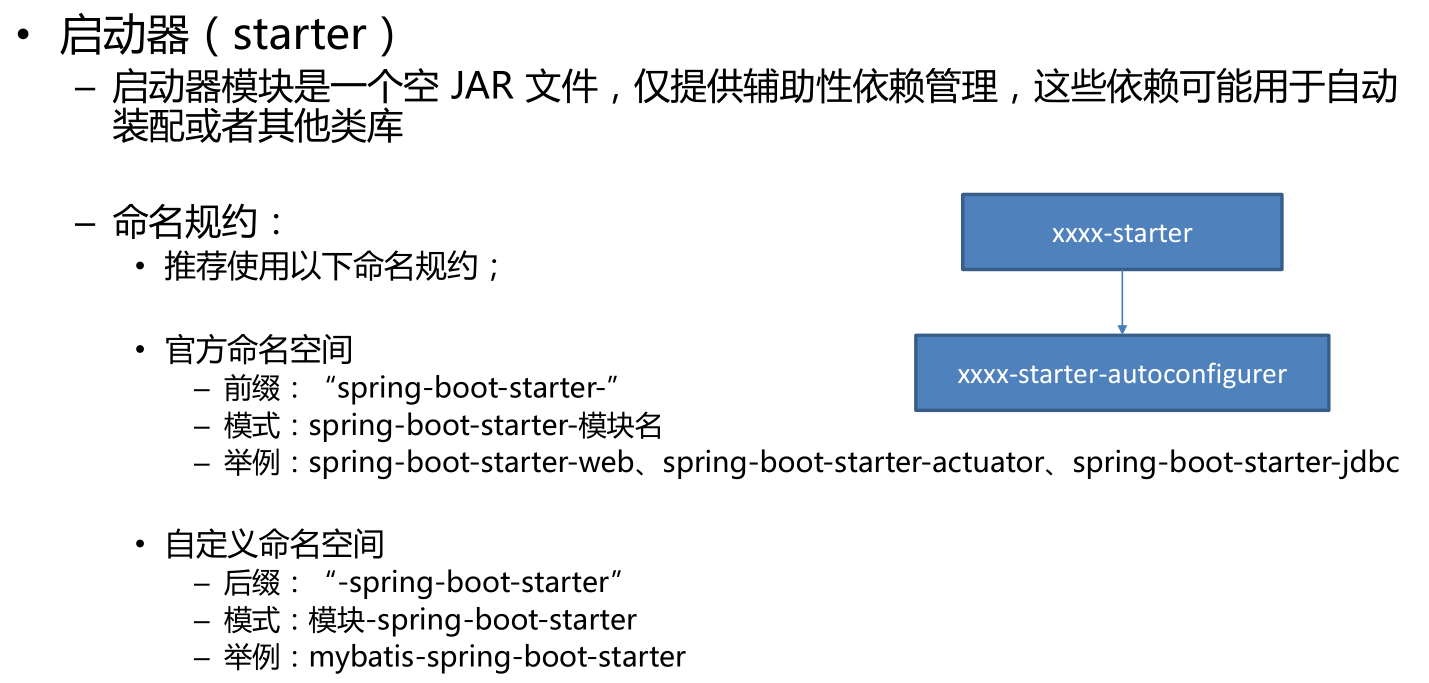 • 启动器（starter）
– 启动器模块是一个空 JAR 文件，仅提供辅助性依赖管理，这些依赖可能用于自动
装配或者其他类库
– 命名规约：
• 推荐使用以下命名规约；
• 官方命名空间
– 前缀：“spring-boot-starter-”
– 模式：spring-boot-starter-模块名
– 举例：spring-boot-starter-web、spring-boot-starter-actuator、spring-boot-starter-jdbc
• 自定义命名空间
– 后缀：“-spring-boot-starter”
– 模式：模块-spring-boot-starter
– 举例：mybatis-spring-boot-starter
xxxx-starter
xxxx-starter-autoconfigurer